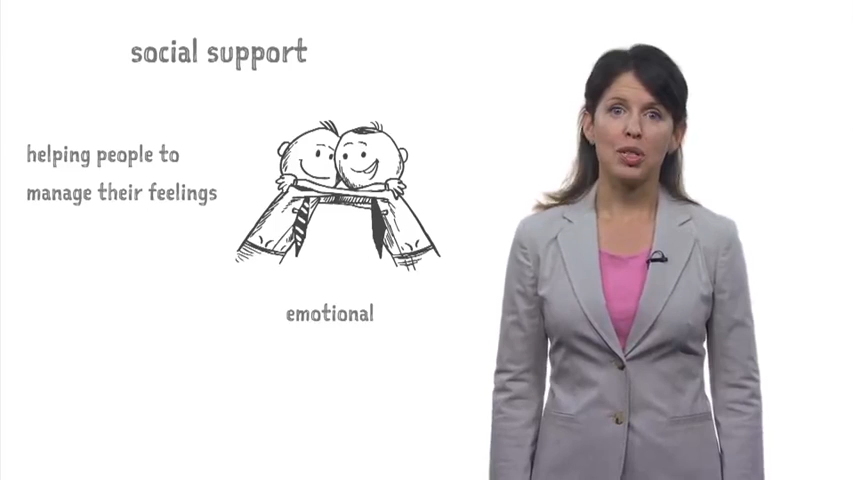 social support
helping people to
manage their feelings
emotional